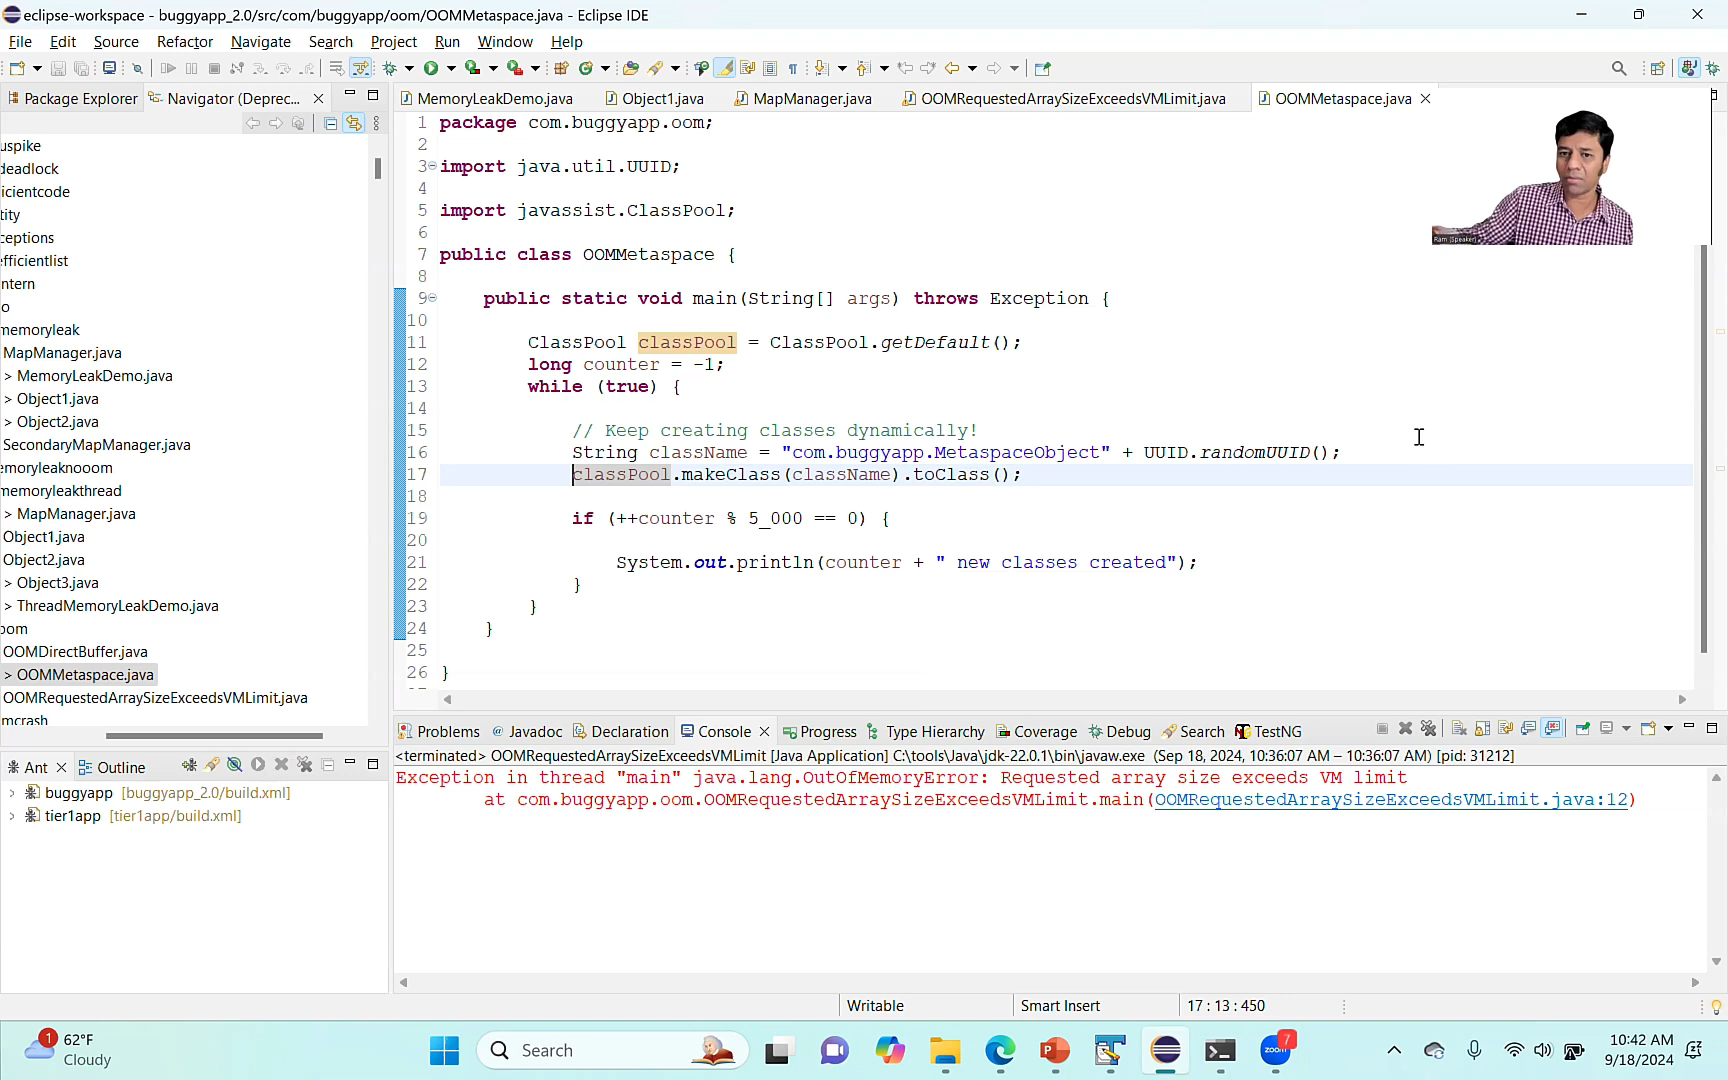 eclipse-workspace - buggyapp_2.0/src/com/buggyapp/oom/OOMMetaspace.java - Eclipse IDE
File Edit Source Refactor Navigate Search Project Run Window Help
Package Explorer Navigator (Deprec...
MemoryLeakDemo.java Object1.java MapManager.java OOMRequestedArraySizeExceedsVMLimit.java OOMMetaspace.java
uspike
deadlock
icientcode
tity
ceptions
efficientlist
ntern
o
memoryleak
MapManager.java
> MemoryLeakDemo.java
> Object1.java
> Object2.java
SecondaryMapManager.java
emoryleaknooom
memoryleakthread
> MapManager.java
Object1.java
Object2.java
> Object3.java
> ThreadMemoryLeakDemo.java
oom
OOMDirectBuffer.java
> OOMMetaspace.java
OOMRequestedArraySizeExceedsVMLimit.java
mcrash
1 package com.buggyapp.oom;
2
3 import java.util.UUID;
4
5 import javassist.ClassPool;
6
7 public class OOMMetaspace {
8
9 public static void main(String[] args) throws Exception {
10
11 ClassPool classPool = ClassPool.getDefault();
12 long counter = -1;
13 while (true) {
14
15 // Keep creating classes dynamically!
16 String className = "com.buggyapp.MetaspaceObject" + UUID.randomUUID();
17 classPool.makeClass(className).toClass();
18
19 if (++counter % 5_000 == 0) {
20
21 System.out.println(counter + " new classes created");
22 }
23 }
24 }
25
26 }
Ram (Speaker)
Ant Outline
buggyapp [buggyapp_2.0/build.xml]
tier1app [tier1app/build.xml]
Problems Javadoc Declaration Console Progress Type Hierarchy Coverage Debug Search TestNG
<terminated> OOMRequestedArraySizeExceedsVMLimit [Java Application] C:\tools\Java\jdk-22.0.1\bin\javaw.exe (Sep 18, 2024, 10:36:07 AM – 10:36:07 AM) [pid: 31212]
Exception in thread "main" java.lang.OutOfMemoryError: Requested array size exceeds VM limit
at com.buggyapp.oom.OOMRequestedArraySizeExceedsVMLimit.main(OOMRequestedArraySizeExceedsVMLimit.java:12)
Writable Smart Insert 17 : 13 : 450
1 62°F
Cloudy
Search
zoom 7
10:42 AM
9/18/2024